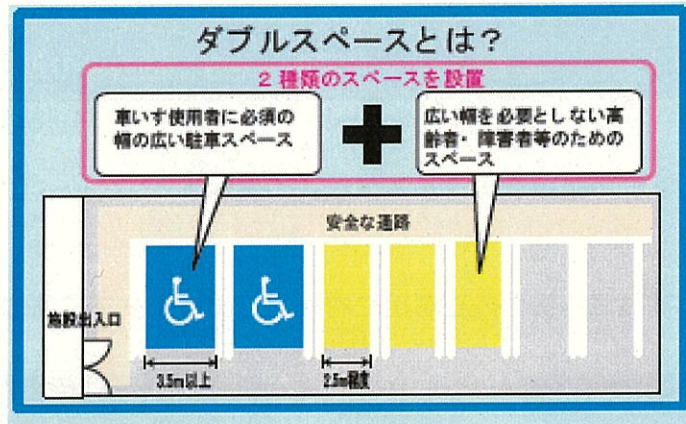 ダブルスペースとは？
2種類のスペースを設置
車いす使用者に必須の
幅の広い駐車スペース
広い幅を必要としない高
齢者・障害者等のための
スペース
安全な通路
施設出入口
3.5m以上
2.5m程度